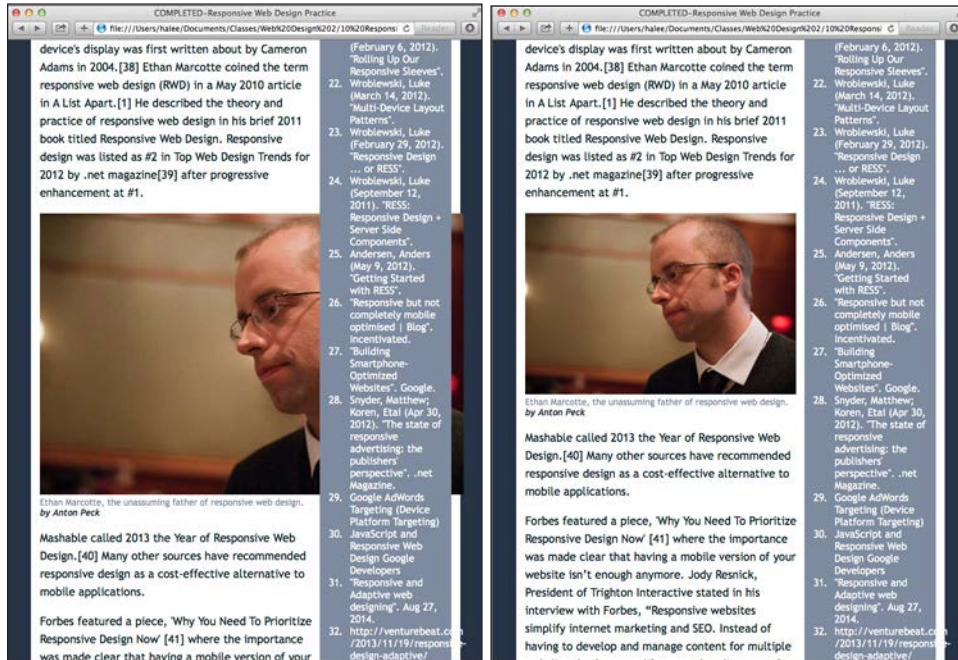 COMPLETED-Responsive Web Design Practice
file:///Users/halee/Documents/Classes/Web%20Design%202/10%20Responsi
Reader
device's display was first written about by Cameron
Adams in 2004.[38] Ethan Marcotte coined the term
responsive web design (RWD) in a May 2010 article
in A List Apart.[1] He described the theory and
practice of responsive web design in his brief 2011
book titled Responsive Web Design. Responsive
design was listed as #2 in Top Web Design Trends for
2012 by .net magazine[39] after progressive
enhancement at #1.
Ethan Marcotte, the unassuming father of responsive web design.
by Anton Peck
Mashable called 2013 the Year of Responsive Web
Design.[40] Many other sources have recommended
responsive design as a cost-effective alternative to
mobile applications.
Forbes featured a piece, 'Why You Need To Prioritize
Responsive Design Now' [41] where the importance
was made clear that having a mobile version of your
(February 6, 2012).
"Rolling Up Our
Responsive Sleeves".
22. Wroblewski, Luke
(March 14, 2012).
"Multi-Device Layout
Patterns".
23. Wroblewski, Luke
(February 29, 2012).
"Responsive Design
... or RESS".
24. Wroblewski, Luke
(September 12,
2011). "RESS:
Responsive Design +
Server Side
Components".
25. Andersen, Anders
(May 9, 2012).
"Getting Started
with RESS".
26. "Responsive but not
completely mobile
optimised | Blog".
Incentivated.
27. "Building
Smartphone-
Optimized
Websites". Google.
28. Snyder, Matthew;
Koren, Etai (Apr 30,
2012). "The state of
responsive
advertising: the
publishers'
perspective". .net
Magazine.
29. Google AdWords
Targeting (Device
Platform Targeting)
30. JavaScript and
Responsive Web
Design Google
Developers
31. "Responsive and
Adaptive web
designing". Aug 27,
2014.
32. http://venturebeat.com
/2013/11/19/responsive-
design-adaptive/
COMPLETED-Responsive Web Design Practice
file:///Users/halee/Documents/Classes/Web%20Design%202/10%20Responsi
Reader
device's display was first written about by Cameron
Adams in 2004.[38] Ethan Marcotte coined the term
responsive web design (RWD) in a May 2010 article
in A List Apart.[1] He described the theory and
practice of responsive web design in his brief 2011
book titled Responsive Web Design. Responsive
design was listed as #2 in Top Web Design Trends for
2012 by .net magazine[39] after progressive
enhancement at #1.
Ethan Marcotte, the unassuming father of responsive web design.
by Anton Peck
Mashable called 2013 the Year of Responsive Web
Design.[40] Many other sources have recommended
responsive design as a cost-effective alternative to
mobile applications.
Forbes featured a piece, 'Why You Need To Prioritize
Responsive Design Now' [41] where the importance
was made clear that having a mobile version of your
website isn't enough anymore. Jody Resnick,
President of Trighton Interactive stated in his
interview with Forbes, “Responsive websites
simplify internet marketing and SEO. Instead of
having to develop and manage content for multiple
(February 6, 2012).
"Rolling Up Our
Responsive Sleeves".
22. Wroblewski, Luke
(March 14, 2012).
"Multi-Device Layout
Patterns".
23. Wroblewski, Luke
(February 29, 2012).
"Responsive Design
... or RESS".
24. Wroblewski, Luke
(September 12,
2011). "RESS:
Responsive Design +
Server Side
Components".
25. Andersen, Anders
(May 9, 2012).
"Getting Started
with RESS".
26. "Responsive but not
completely mobile
optimised | Blog".
Incentivated.
27. "Building
Smartphone-
Optimized
Websites". Google.
28. Snyder, Matthew;
Koren, Etai (Apr 30,
2012). "The state of
responsive
advertising: the
publishers'
perspective". .net
Magazine.
29. Google AdWords
Targeting (Device
Platform Targeting)
30. JavaScript and
Responsive Web
Design Google
Developers
31. "Responsive and
Adaptive web
designing". Aug 27,
2014.
32. http://venturebeat.com
/2013/11/19/responsive-
design-adaptive/